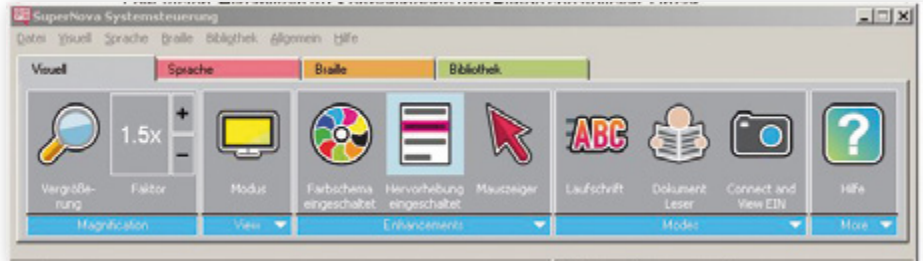 SuperNova Systemsteuerung
Datei Visuell Sprache Braille Bibliothek Allgemein Hilfe
Visuell Sprache Braille Bibliothek
1.5x + −
ABC
?
Vergröße-
rung
Faktor
Modus
Farbschema
eingeschaltet
Hervorhebung
eingeschaltet
Mauszeiger
Laufschrift
Dokument
Leser
Connect and
View EIN
Hilfe
Magnification
View
Enhancements
Modes
More